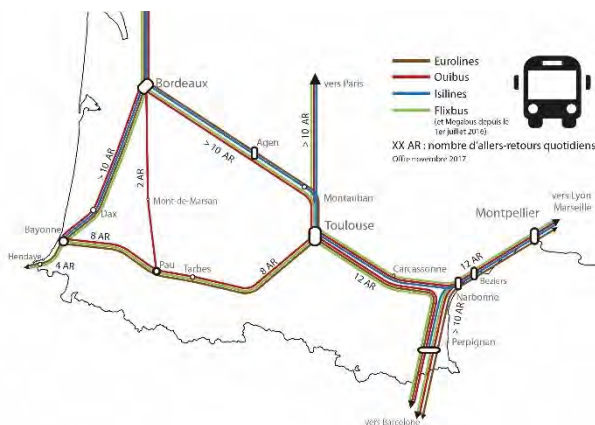 Eurolines
Ouibus
Isilines
Flixbus
(et Megabus depuis le
1er juillet 2016)
XX AR : nombre d'allers-retours quotidiens
Offre novembre 2017
Bordeaux
vers Paris
> 10 AR
Agen
> 10 AR
> 10 AR
2 AR
Mont-de-Marsan
Montauban
Dax
Toulouse
vers Lyon
Marseille
Montpellier
Bayonne
8 AR
Hendaye
4 AR
Pau
Tarbes
8 AR
Carcassonne
12 AR
12 AR
Beziers
Narbonne
> 10 AR
Perpignan
vers Barcelone